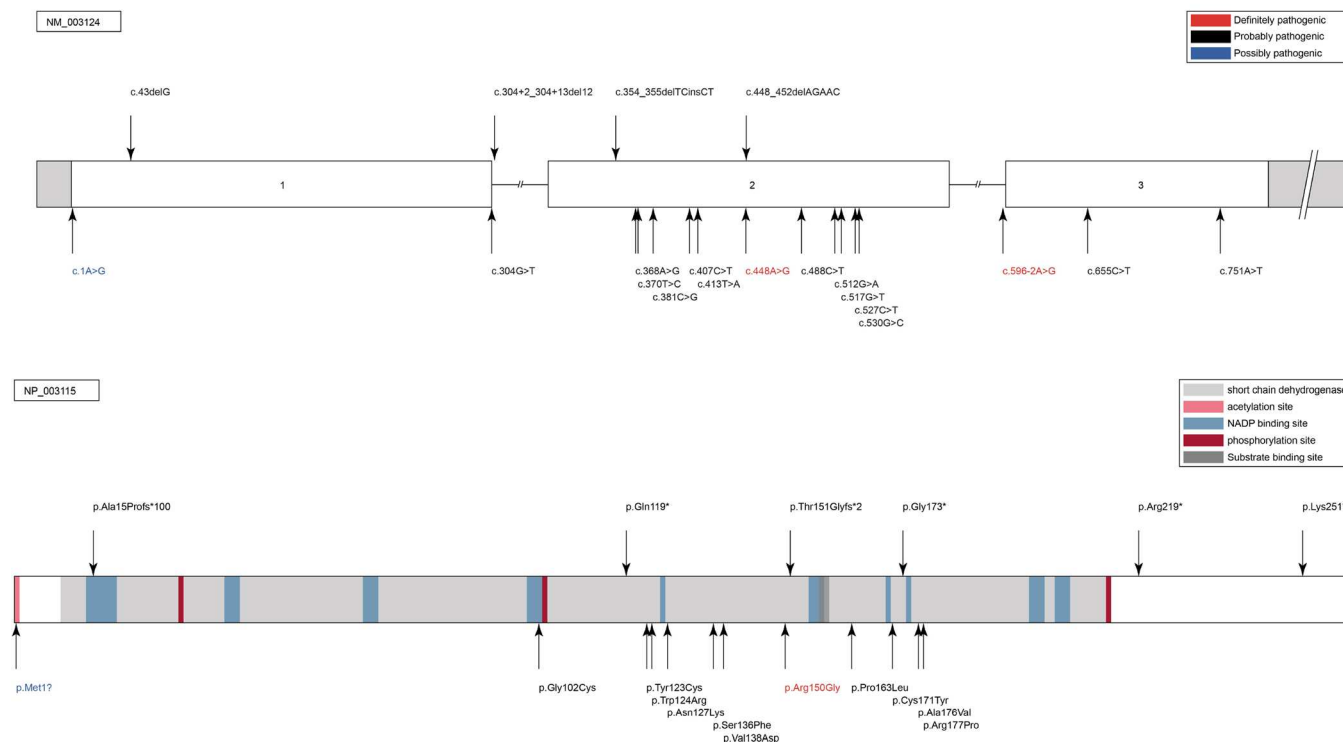 NM_003124
Definitely pathogenic
Probably pathogenic
Possibly pathogenic
c.43delG
c.304+2_304+13del12
c.354_355delTCinsCT
c.448_452delAGAAC
1
2
3
c.1A>G
c.304G>T
c.368A>G
c.407C>T
c.448A>G
c.488C>T
c.596-2A>G
c.655C>T
c.751A>T
c.370T>C
c.413T>A
c.512G>A
c.381C>G
c.517G>T
c.527C>T
c.530G>C
NP_003115
short chain dehydrogenase
acetylation site
NADP binding site
phosphorylation site
Substrate binding site
p.Ala15Profs*100
p.Gln119*
p.Thr151Glyfs*2
p.Gly173*
p.Arg219*
p.Lys251
p.Met1?
p.Gly102Cys
p.Tyr123Cys
p.Arg150Gly
p.Pro163Leu
p.Trp124Arg
p.Cys171Tyr
p.Asn127Lys
p.Ala176Val
p.Ser136Phe
p.Arg177Pro
p.Val138Asp